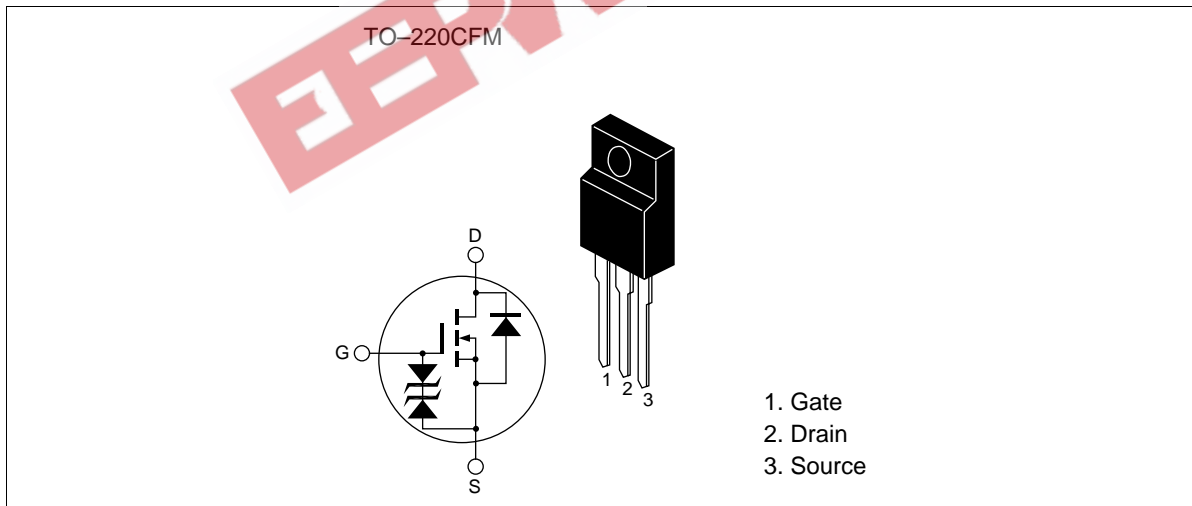 TO–220CFM
D
G
S
1
2
3
1. Gate
2. Drain
3. Source